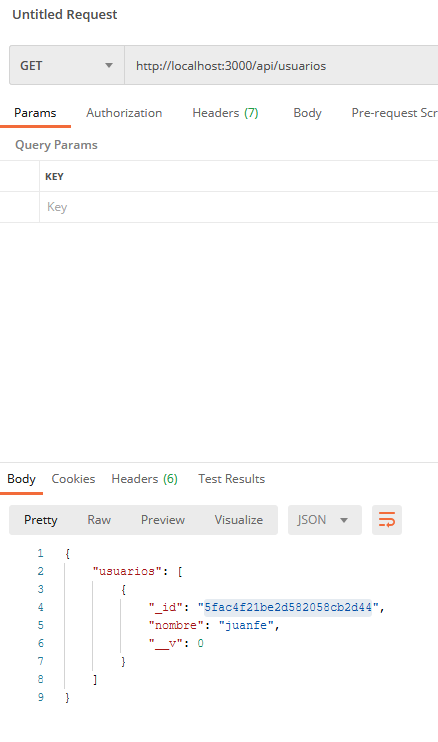 Untitled Request
GET http://localhost:3000/api/usuarios
Params Authorization Headers (7) Body Pre-request Scr
Query Params
KEY
Key
Body Cookies Headers (6) Test Results
Pretty Raw Preview Visualize JSON
1 {
2 "usuarios": [
3 {
4 "_id": "5fac4f21be2d582058cb2d44",
5 "nombre": "juanfe",
6 "__v": 0
7 }
8 ]
9 }